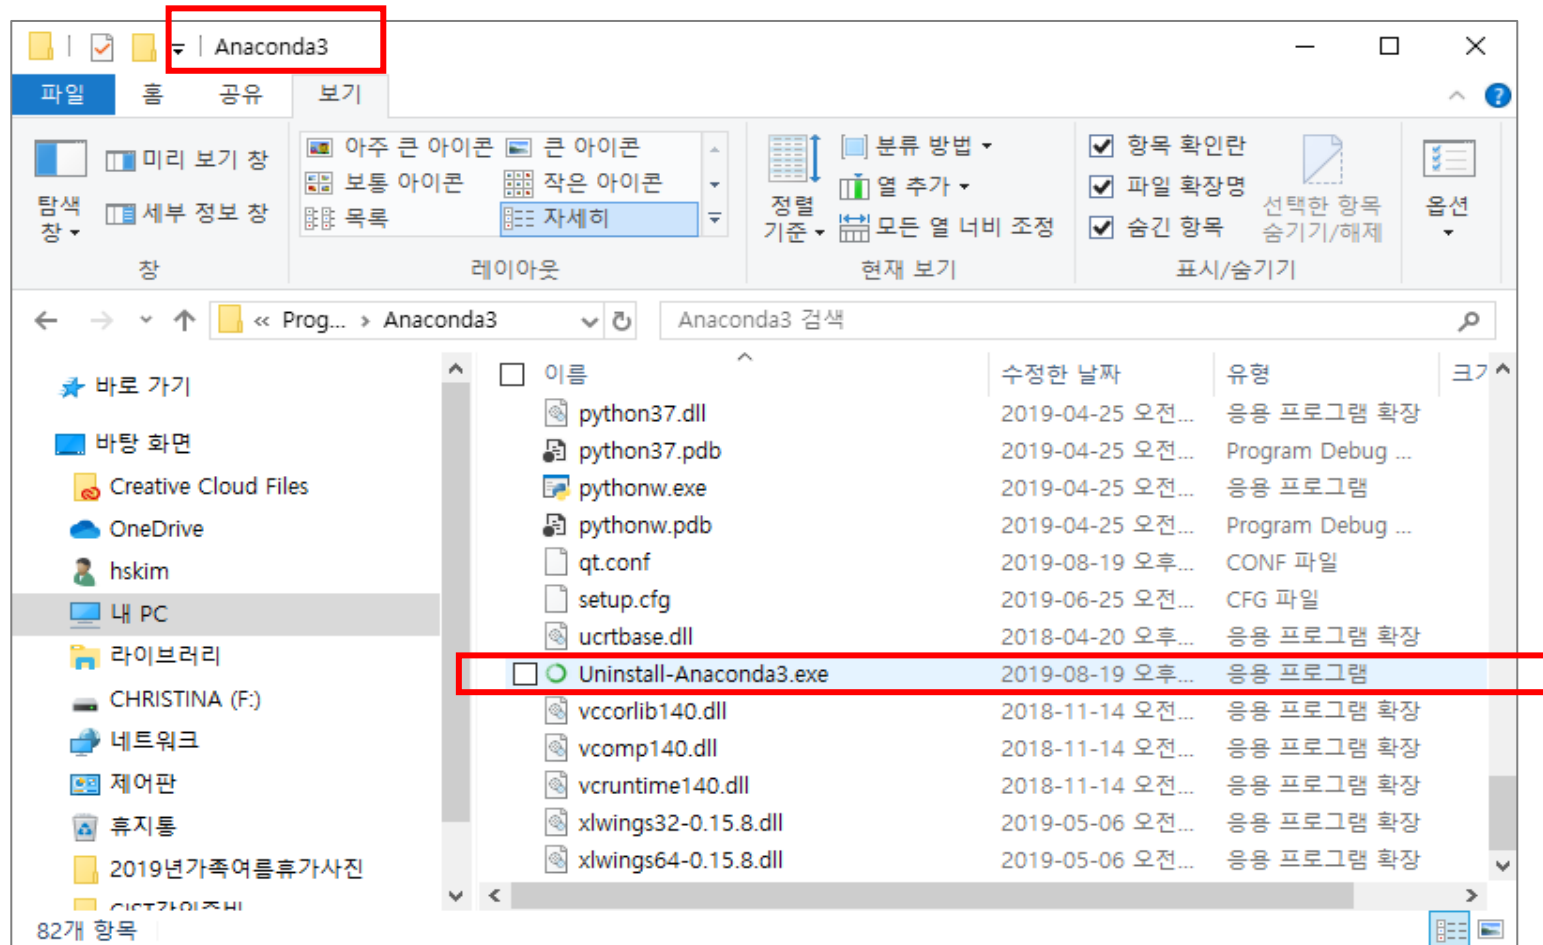 Anaconda3
파일 홈 공유 보기
미리 보기 창
세부 정보 창
탐색
창
창
아주 큰 아이콘 큰 아이콘
보통 아이콘 작은 아이콘
목록 자세히
레이아웃
정렬
기준
분류 방법
열 추가
모든 열 너비 조정
현재 보기
항목 확인란
파일 확장명
숨긴 항목
선택한 항목
숨기기/해제
표시/숨기기
옵션
« Prog... > Anaconda3
Anaconda3 검색
바로 가기
바탕 화면
Creative Cloud Files
OneDrive
hskim
내 PC
라이브러리
CHRISTINA (F:)
네트워크
제어판
휴지통
2019년가족여름휴가사진
이름 수정한 날짜 유형
python37.dll 2019-04-25 오전... 응용 프로그램 확장
python37.pdb 2019-04-25 오전... Program Debug ...
pythonw.exe 2019-04-25 오전... 응용 프로그램
pythonw.pdb 2019-04-25 오전... Program Debug ...
qt.conf 2019-08-19 오후... CONF 파일
setup.cfg 2019-06-25 오전... CFG 파일
ucrtbase.dll 2018-04-20 오후... 응용 프로그램 확장
Uninstall-Anaconda3.exe 2019-08-19 오후... 응용 프로그램
vccorlib140.dll 2018-11-14 오전... 응용 프로그램 확장
vcomp140.dll 2018-11-14 오전... 응용 프로그램 확장
vcruntime140.dll 2018-11-14 오전... 응용 프로그램 확장
xlwings32-0.15.8.dll 2019-05-06 오전... 응용 프로그램 확장
xlwings64-0.15.8.dll 2019-05-06 오전... 응용 프로그램 확장
82개 항목